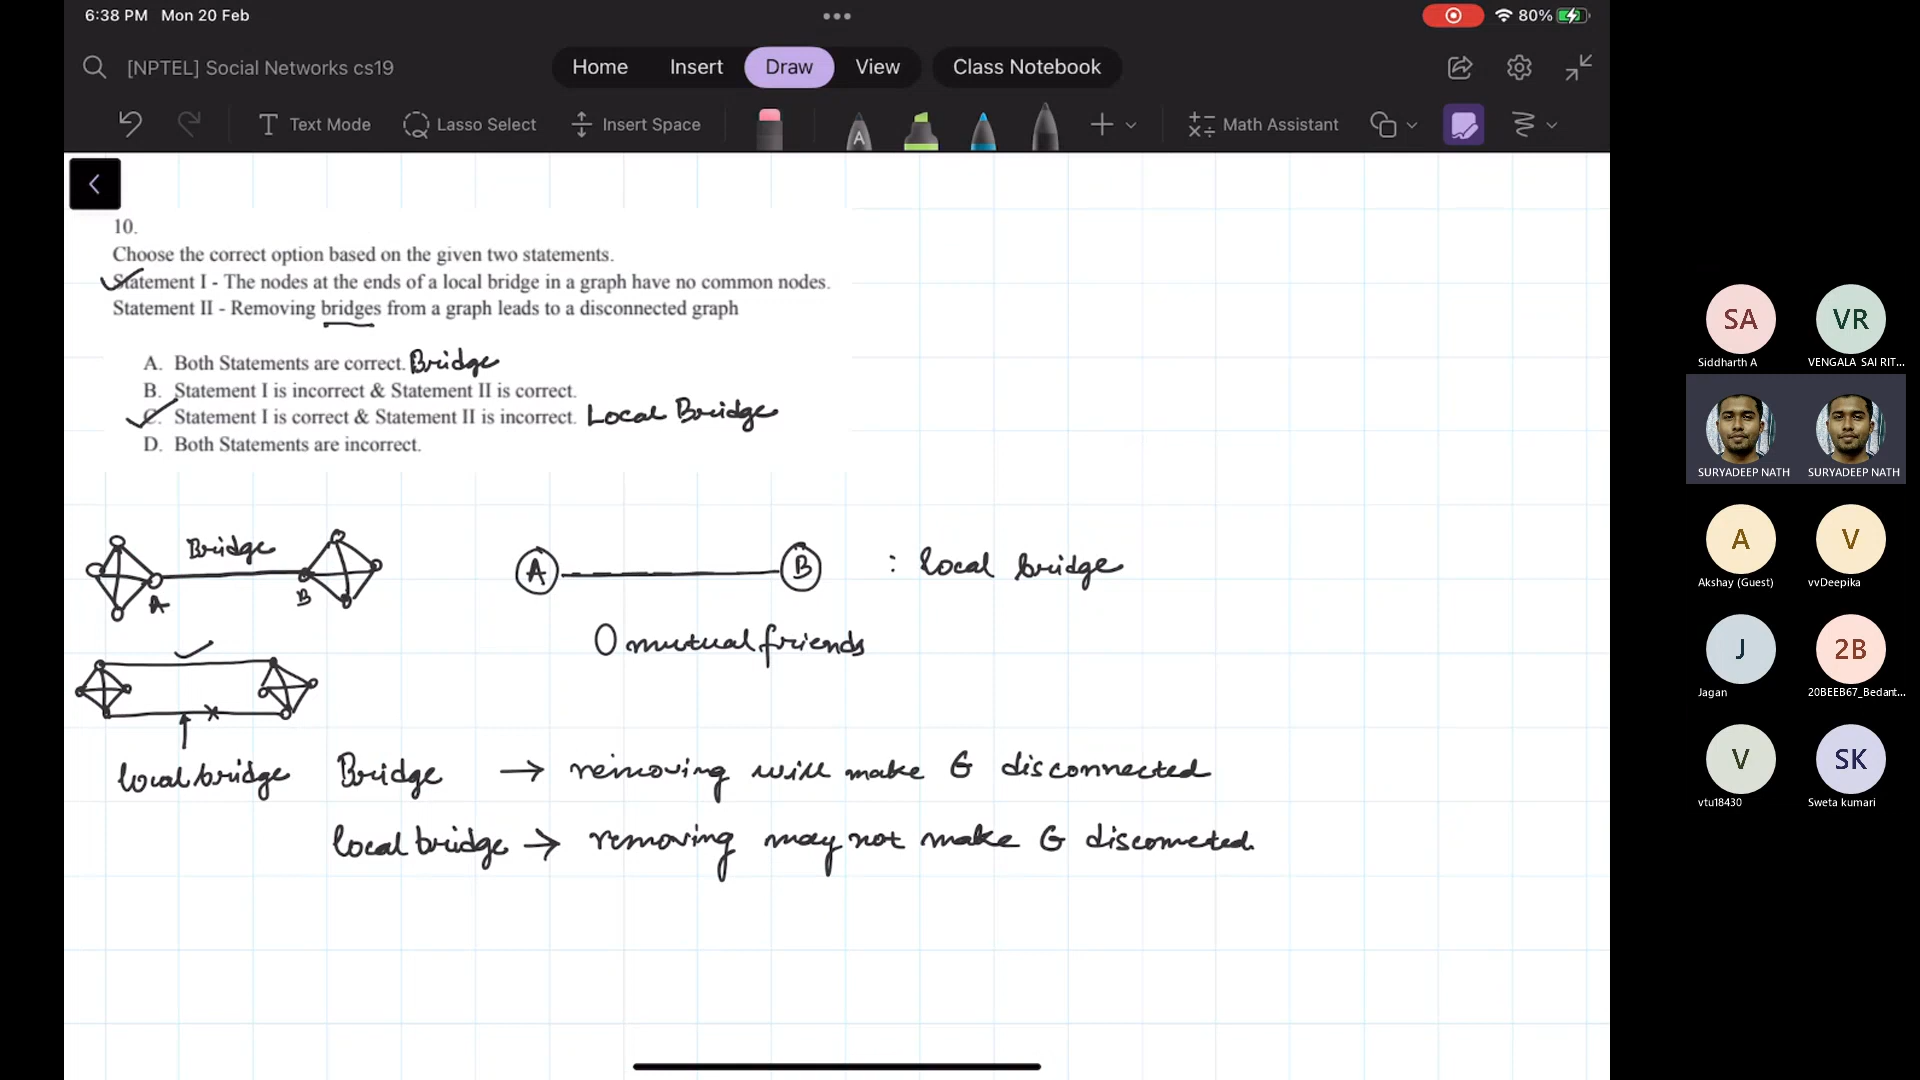 6:38 PM Mon 20 Feb
80%
[NPTEL] Social Networks cs19
Home Insert Draw View Class Notebook
Text Mode Lasso Select Insert Space A Math Assistant
10.
Choose the correct option based on the given two statements.
Statement I - The nodes at the ends of a local bridge in a graph have no common nodes.
Statement II - Removing bridges from a graph leads to a disconnected graph
A. Both Statements are correct. Bridge
B. Statement I is incorrect & Statement II is correct.
C. Statement I is correct & Statement II is incorrect. Local Bridge
D. Both Statements are incorrect.
Bridge
A B
A B : local bridge
0 mutual friends
local bridge
Bridge → removing will make G disconnected
local bridge → removing may not make G disconneted.
SA VR
Siddharth A VENGALA SAI RIT...
SURYADEEP NATH SURYADEEP NATH
A V
Akshay (Guest) vvDeepika
J 2B
Jagan 20BEEB67_Bedant...
V SK
vtu18430 Sweta kumari